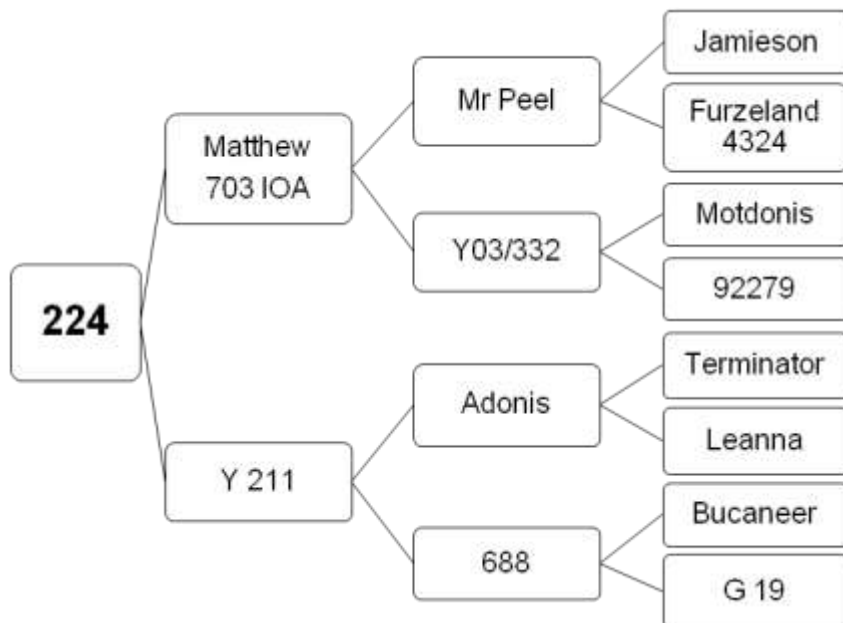 Jamieson
Mr Peel
Furzeland
4324
Matthew
703 IOA
Motdonis
Y03/332
92279
224
Terminator
Adonis
Leanna
Y 211
Bucaneer
688
G 19